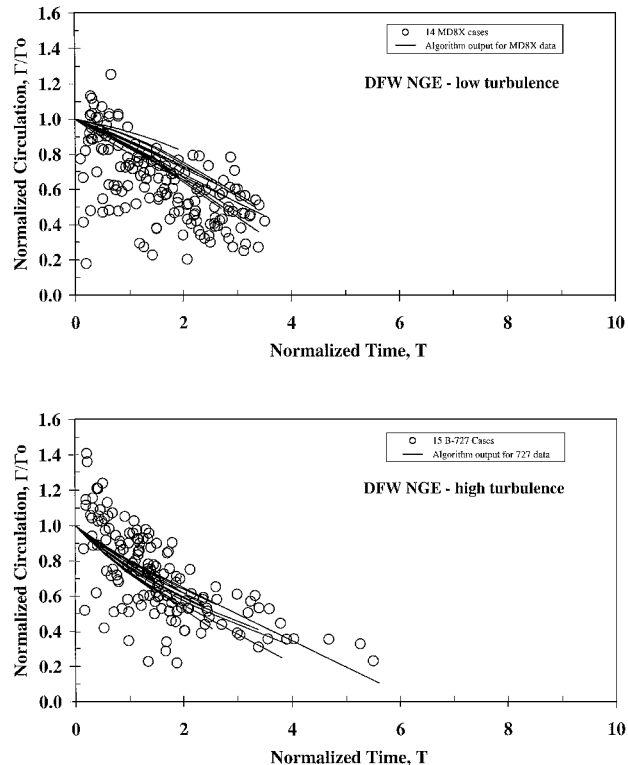 1.6
14 MD8X cases
Algorithm output for MD8X data
1.4
DFW NGE - low turbulence
1.2
1.0
0.8
0.6
0.4
0.2
0.0
Normalized Circulation, Γ/Γo
0 2 4 6 8 10
Normalized Time, T
1.6
15 B-727 Cases
Algorithm output for 727 data
1.4
DFW NGE - high turbulence
1.2
1.0
0.8
0.6
0.4
0.2
0.0
Normalized Circulation, Γ/Γo
0 2 4 6 8 10
Normalized Time, T